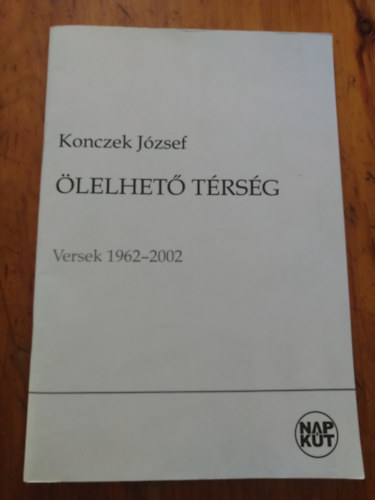 Konczek József
ÖLELHETŐ TÉRSÉG
Versek 1962–2002
NAP
KÚT